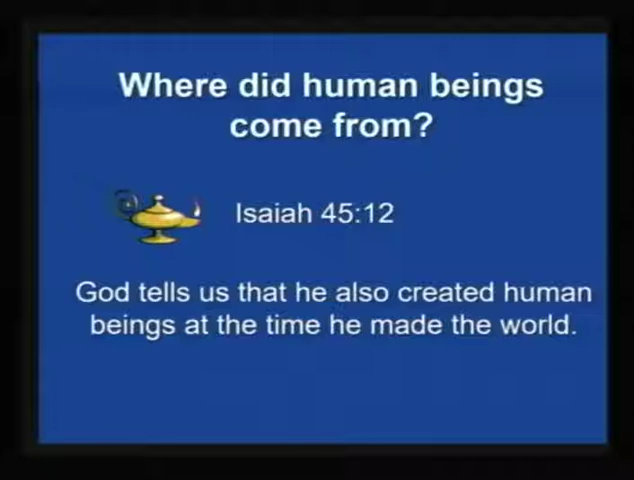 Where did human beings
come from?
Isaiah 45:12
God tells us that he also created human
beings at the time he made the world.